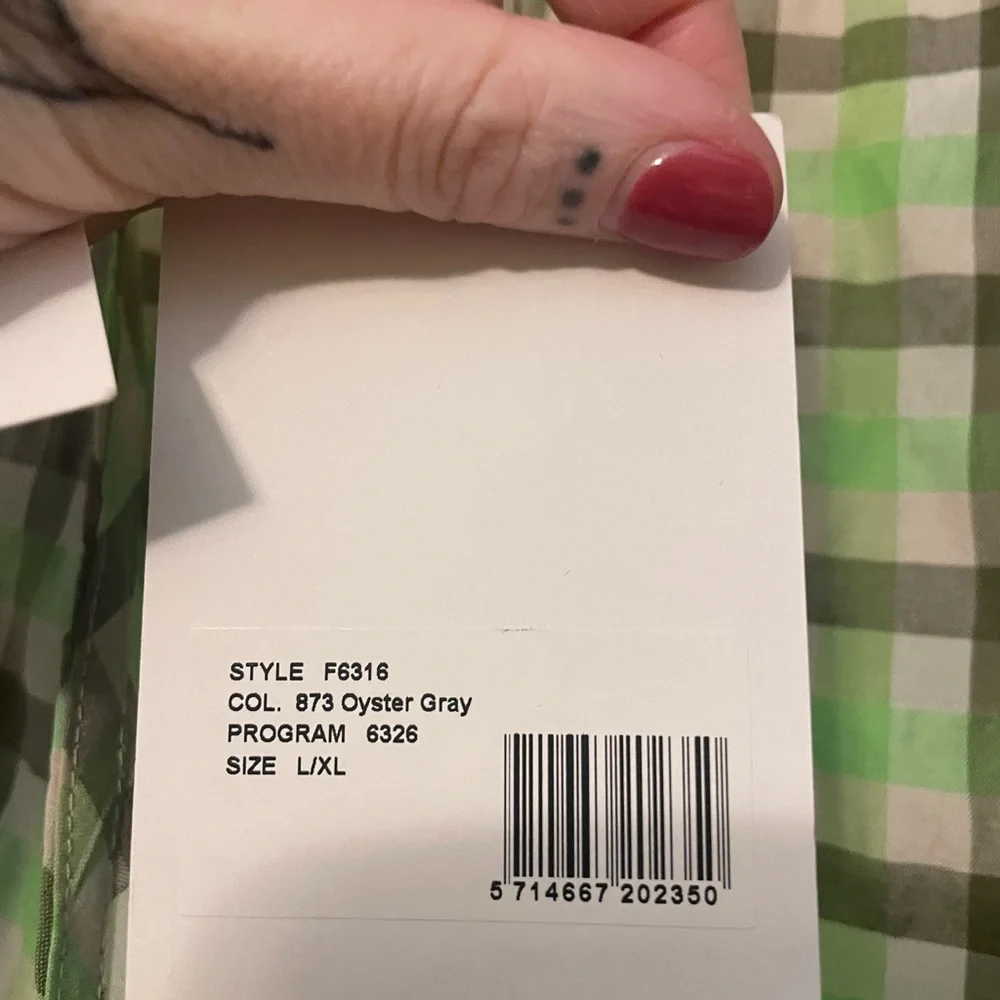 STYLE F6316
COL. 873 Oyster Gray
PROGRAM 6326
SIZE L/XL
5 714667 202350